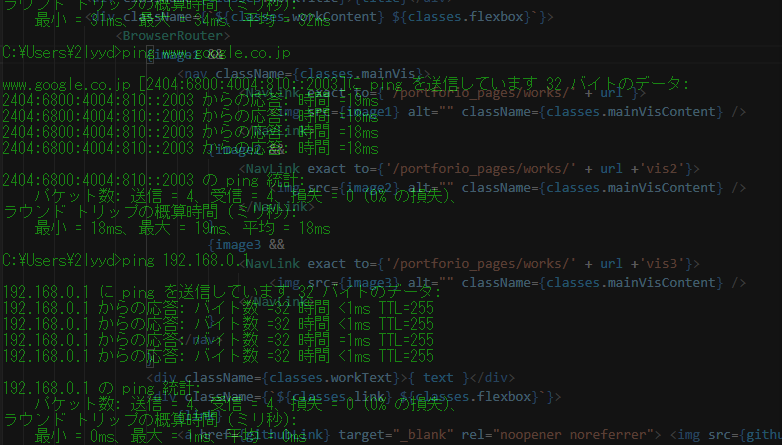 ラウンド トリップの概算時間 (ミリ秒):
    最小 = 31ms、最大 = 34ms、平均 = 32ms
<div className={`${classes.workContent} ${classes.flexbox}`}>
<BrowserRouter>
C:\Users\2lyyd>ping www.google.co.jp
{image1 &&
<nav className={classes.mainVis}>
www.google.co.jp [2404:6800:4004:810::2003]に ping を送信しています 32 バイトのデータ:
<NavLink exact to={'/portforio_pages/works/' + url }>
2404:6800:4004:810::2003 からの応答: 時間 =19ms
2404:6800:4004:810::2003 からの応答: 時間 =18ms
<img src={image1} alt="" className={classes.mainVisContent} />
2404:6800:4004:810::2003 からの応答: 時間 =18ms
2404:6800:4004:810::2003 からの応答: 時間 =18ms
{image2 &&
<NavLink exact to={'/portforio_pages/works/' + url +'vis2'}>
2404:6800:4004:810::2003 の ping 統計:
<img src={image2} alt="" className={classes.mainVisContent} />
    パケット数: 送信 = 4、受信 = 4、損失 = 0 (0% の損失)、
</NavLink>
ラウンド トリップの概算時間 (ミリ秒):
    最小 = 18ms、最大 = 19ms、平均 = 18ms
{image3 &&
C:\Users\2lyyd>ping 192.168.0.1
<NavLink exact to={'/portforio_pages/works/' + url +'vis3'}>
<img src={image3} alt="" className={classes.mainVisContent} />
192.168.0.1 に ping を送信しています 32 バイトのデータ:
192.168.0.1 からの応答: バイト数 =32 時間 <1ms TTL=255
192.168.0.1 からの応答: バイト数 =32 時間 <1ms TTL=255
192.168.0.1 からの応答: バイト数 =32 時間 =1ms TTL=255
</nav>
192.168.0.1 からの応答: バイト数 =32 時間 <1ms TTL=255
<div className={classes.workText}>{ text }</div>
192.168.0.1 の ping 統計:
<div className={`${classes.link} ${classes.flexbox}`}>
    パケット数: 送信 = 4、受信 = 4、損失 = 0 (0% の損失)、
ラウンド トリップの概算時間 (ミリ秒):
    最小 = 0ms、最大 = 1ms、平均 = 0ms
target="_blank" rel="noopener noreferrer"> <img src={github